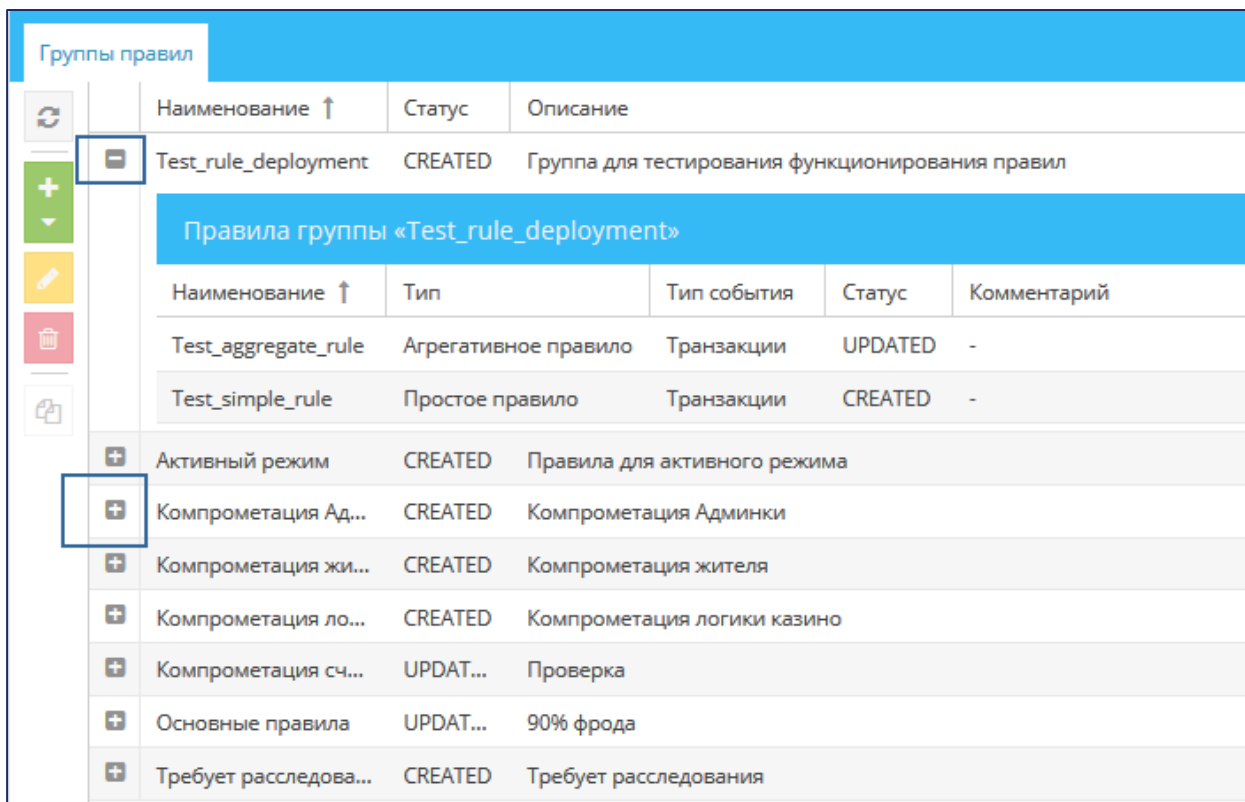 Группы правил
Наименование ↑ Статус Описание
Test_rule_deployment CREATED Группа для тестирования функционирования правил
Правила группы «Test_rule_deployment»
Наименование ↑ Тип Тип события Статус Комментарий
Test_aggregate_rule Агрегативное правило Транзакции UPDATED -
Test_simple_rule Простое правило Транзакции CREATED -
Активный режим CREATED Правила для активного режима
Компрометация Ад... CREATED Компрометация Админки
Компрометация жи... CREATED Компрометация жителя
Компрометация ло... CREATED Компрометация логики казино
Компрометация сч... UPDAT... Проверка
Основные правила UPDAT... 90% фрода
Требует расследова... CREATED Требует расследования